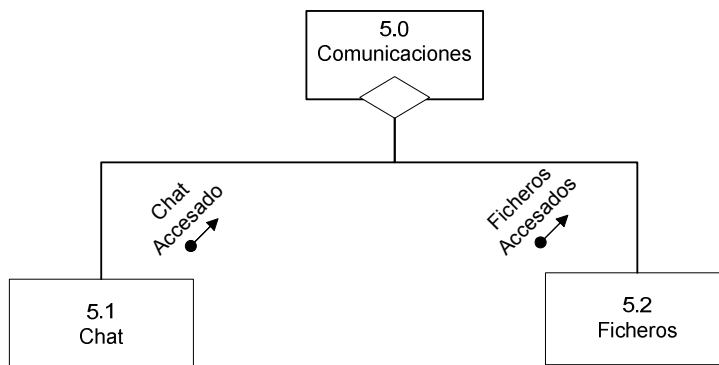 5.0
Comunicaciones
Chat
Accesado
Ficheros
Accesados
5.1
Chat
5.2
Ficheros